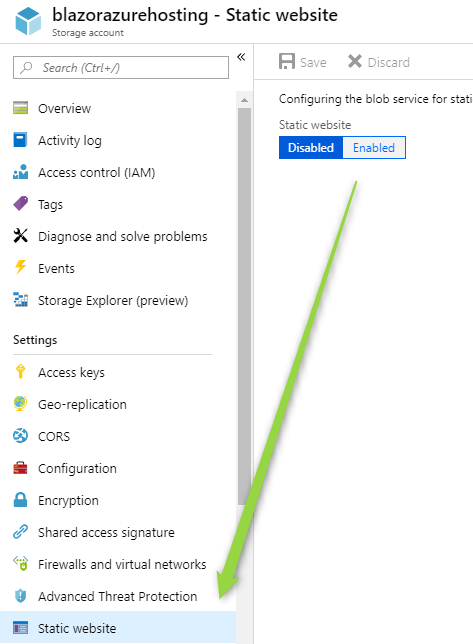 blazorazurehosting - Static website
Storage account
«
Search (Ctrl+/)
Overview
Activity log
Access control (IAM)
Tags
Diagnose and solve problems
Events
Storage Explorer (preview)
Settings
Access keys
Geo-replication
CORS
Configuration
Encryption
Shared access signature
Firewalls and virtual networks
Advanced Threat Protection
Static website
Save Discard
Configuring the blob service for stati
Static website
Disabled Enabled